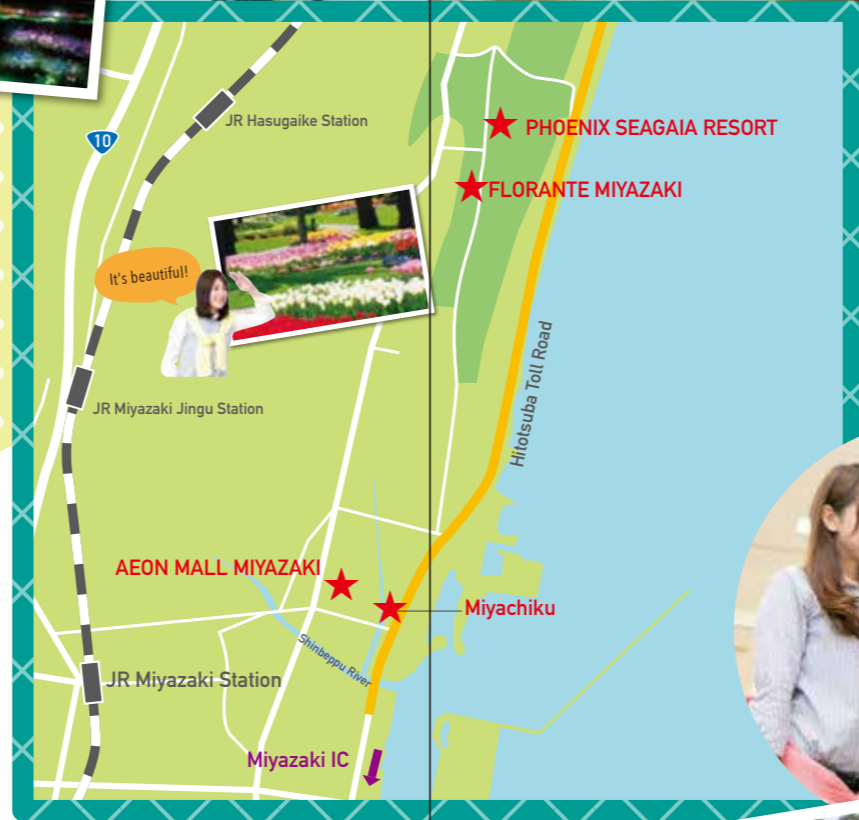 10
JR Hasugaike Station
PHOENIX SEAGAIA RESORT
FLORANTE MIYAZAKI
It's beautiful!
Hitotsuba Toll Road
JR Miyazaki Jingu Station
AEON MALL MIYAZAKI
Miyachiku
Shinbeppu River
JR Miyazaki Station
Miyazaki IC